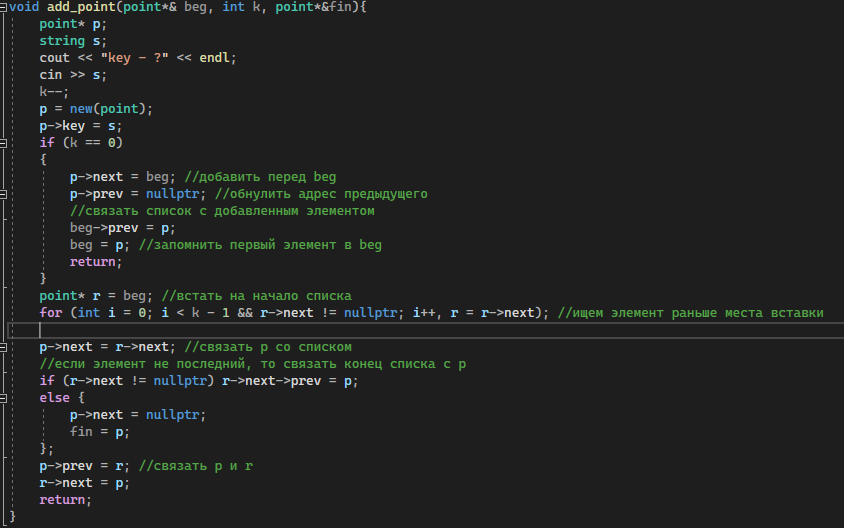 void add_point(point*& beg, int k, point*&fin){
point* p;
string s;
cout << "key - ?" << endl;
cin >> s;
k--;
p = new(point);
p->key = s;
if (k == 0)
{
p->next = beg; //добавить перед beg
p->prev = nullptr; //обнулить адрес предыдущего
//связать список с добавленным элементом
beg->prev = p;
beg = p; //запомнить первый элемент в beg
return;
}
point* r = beg; //встать на начало списка
for (int i = 0; i < k - 1 && r->next != nullptr; i++, r = r->next); //ищем элемент раньше места вставки
p->next = r->next; //связать р со списком
//если элемент не последний, то связать конец списка с р
if (r->next != nullptr) r->next->prev = p;
else {
p->next = nullptr;
fin = p;
};
p->prev = r; //связать р и r
r->next = p;
return;
}